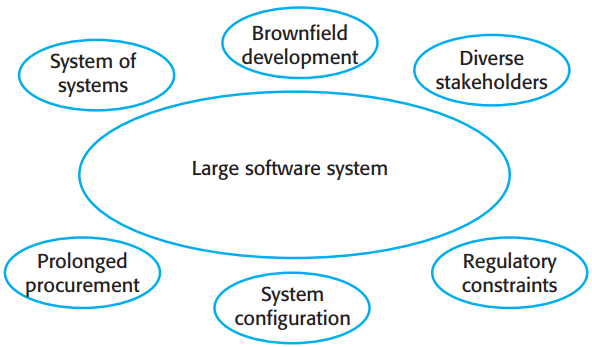 Brownfield
development
System of
systems
Diverse
stakeholders
Large software system
Prolonged
procurement
System
configuration
Regulatory
constraints